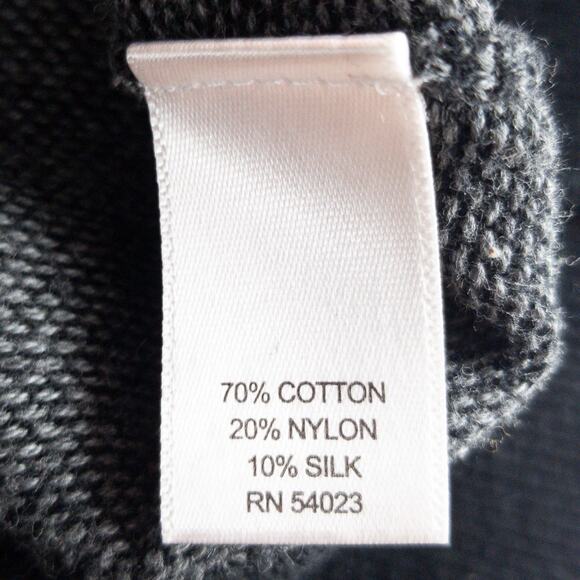 70% COTTON
20% NYLON
10% SILK
RN 54023